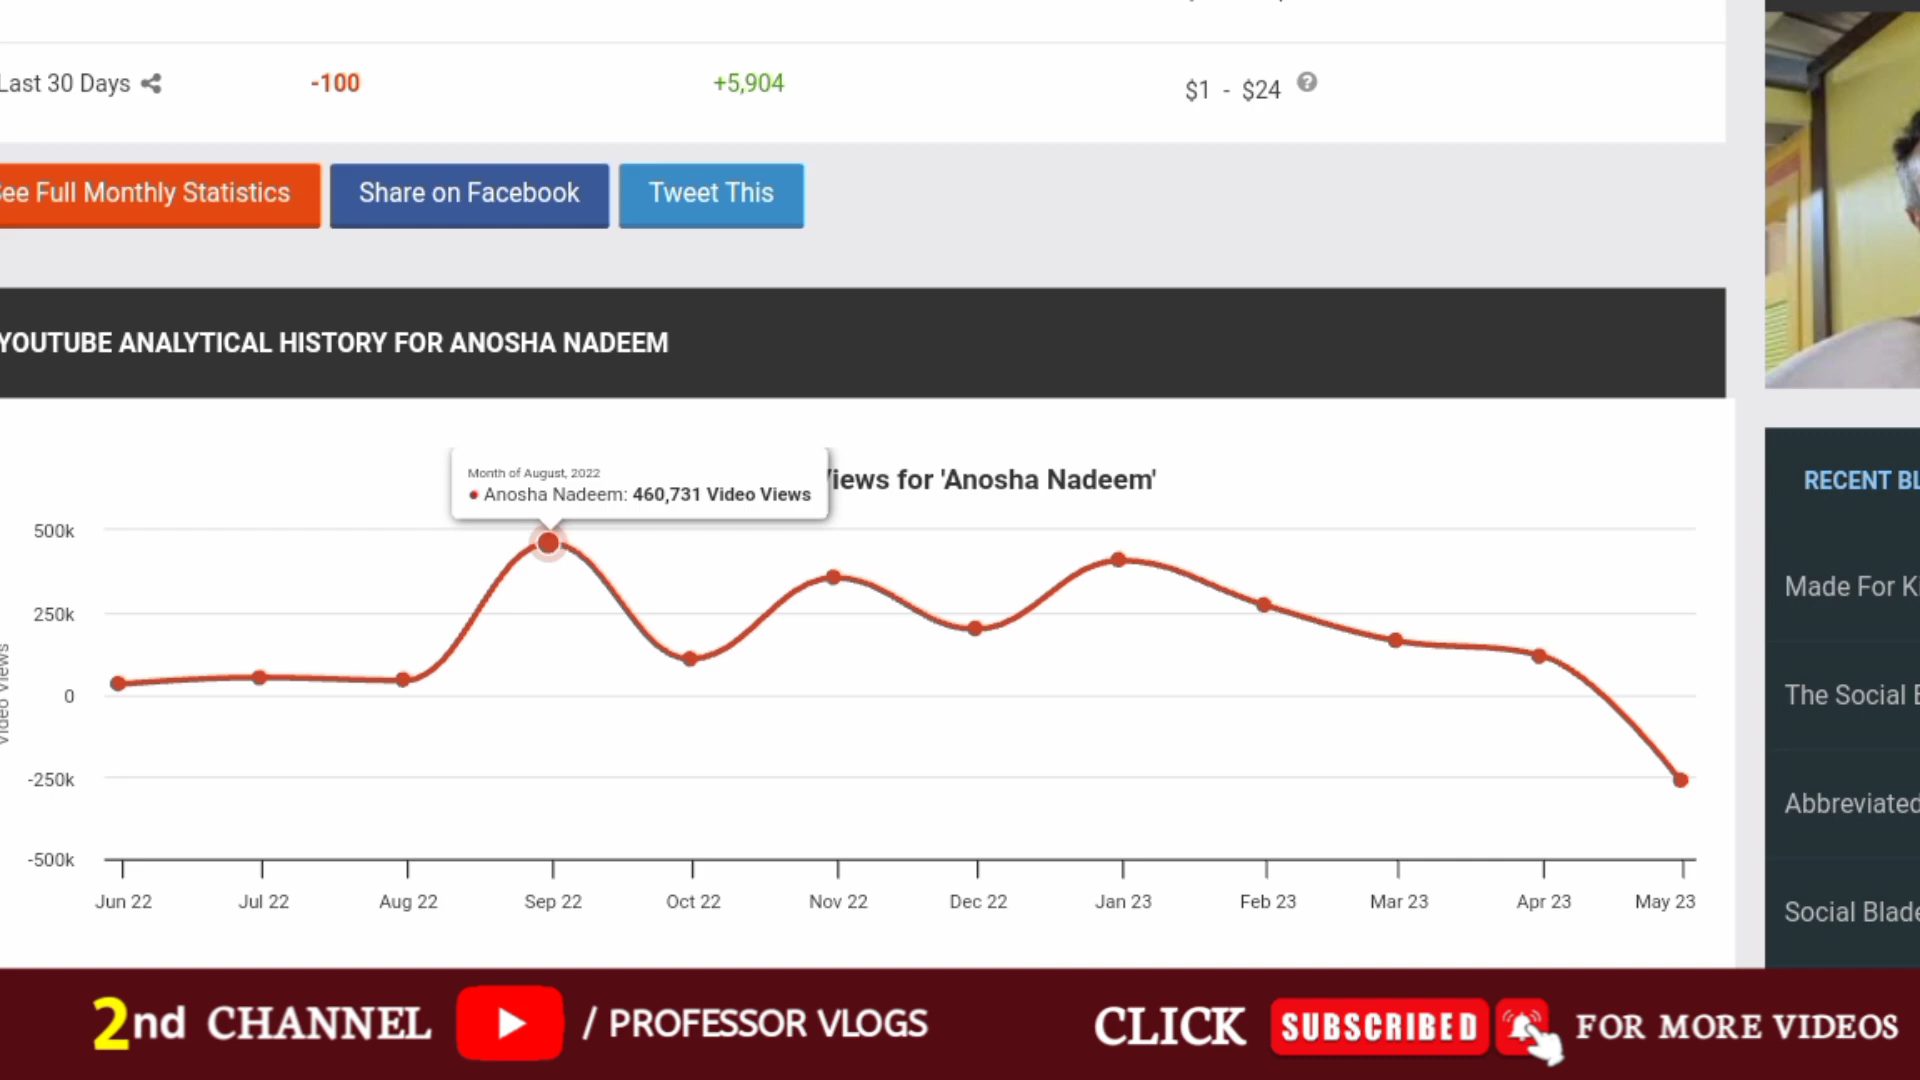 Last 30 Days -100 +5,904 $1 - $24
ee Full Monthly Statistics Share on Facebook Tweet This
YOUTUBE ANALYTICAL HISTORY FOR ANOSHA NADEEM
Month of August, 2022
Anosha Nadeem: 460,731 Video Views
iews for 'Anosha Nadeem'
500k
250k
0
-250k
-500k
Video Views
Jun 22 Jul 22 Aug 22 Sep 22 Oct 22 Nov 22 Dec 22 Jan 23 Feb 23 Mar 23 Apr 23 May 23
RECENT BL
Made For Ki
The Social B
Abbreviated
Social Blade
2nd CHANNEL / PROFESSOR VLOGS CLICK SUBSCRIBED FOR MORE VIDEOS